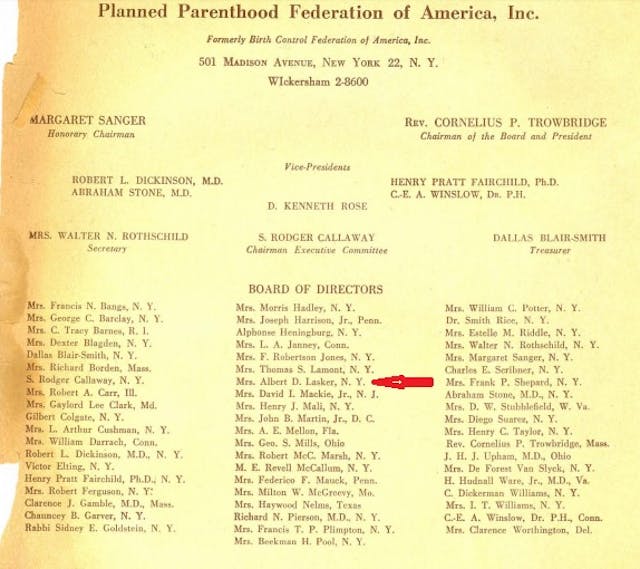 Planned Parenthood Federation of America, Inc.
Formerly Birth Control Federation of America, Inc.
501 Madison Avenue, New York 22, N. Y.
WIckersham 2-8600
MARGARET SANGER
Honorary Chairman
Rev. CORNELIUS P. TROWBRIDGE
Chairman of the Board and President
Vice-Presidents
ROBERT L. DICKINSON, M.D.
ABRAHAM STONE, M.D.
HENRY PRATT FAIRCHILD, Ph.D.
C.-E. A. WINSLOW, Dr. P.H.
D. KENNETH ROSE
MRS. WALTER N. ROTHSCHILD
Secretary
S. RODGER CALLAWAY
Chairman Executive Committee
DALLAS BLAIR-SMITH
Treasurer
BOARD OF DIRECTORS
Mrs. Francis N. Bangs, N. Y.
Mrs. George C. Barclay, N. Y.
Mrs. C. Tracy Barnes, R. I.
Mrs. Dexter Blagden, N. Y.
Dallas Blair-Smith, N. Y.
Mrs. Richard Borden, Mass.
S. Rodger Callaway, N. Y.
Mrs. Robert A. Carr, Ill.
Mrs. Gaylord Lee Clark, Md.
Gilbert Colgate, N. Y.
Mrs. L. Arthur Cushman, N. Y.
Mrs. William Darrach, Conn.
Robert L. Dickinson, M.D., N. Y.
Victor Elting, N. Y.
Henry Pratt Fairchild, Ph.D., N. Y.
Mrs. Robert Ferguson, N. Y.
Clarence J. Gamble, M.D., Mass.
Chauncey B. Garver, N. Y.
Rabbi Sidney E. Goldstein, N. Y.
Mrs. Morris Hadley, N. Y.
Mrs. Joseph Harrison, Jr., Penn.
Alphonse Heningburg, N. Y.
Mrs. L. A. Janney, Conn.
Mrs. F. Robertson Jones, N. Y.
Mrs. Thomas S. Lamont, N. Y.
Mrs. Albert D. Lasker, N. Y.
Mrs. David I. Mackie, Jr., N. J.
Mrs. Henry J. Mali, N. Y.
Mrs. John B. Martin, Jr., D. C.
Mrs. A. E. Mellon, Fla.
Mrs. Geo. S. Mills, Ohio
Mrs. Robert McC. Marsh, N. Y.
M. E. Revell McCallum, N. Y.
Mrs. Federico F. Mauck, Penn.
Mrs. Milton W. McGreevy, Mo.
Mrs. Haywood Nelms, Texas
Richard N. Pierson, M.D., N. Y.
Mrs. Francis T. P. Plimpton, N. Y.
Mrs. Beekman H. Pool, N. Y.
Mrs. William C. Potter, N. Y.
Dr. Smith Rice, N. Y.
Mrs. Estelle M. Riddle, N. Y.
Mrs. Walter N. Rothschild, N. Y.
Mrs. Margaret Sanger, N. Y.
Charles E. Scribner, N. Y.
Mrs. Frank P. Shepard, N. Y.
Abraham Stone, M.D., N. Y.
Mrs. D. W. Stubblefield, W. Va.
Mrs. Diego Suarez, N. Y.
Mrs. Henry C. Taylor, N. Y.
Rev. Cornelius P. Trowbridge, Mass.
J. H. J. Upham, M.D., Ohio
Mrs. De Forest Van Slyck, N. Y.
H. Hudnall Ware, Jr., M.D., Va.
C. Dickerman Williams, N. Y.
Mrs. I. T. Williams, N. Y.
C.-E. A. Winslow, Dr. P.H., Conn.
Mrs. Clarence Worthington, Del.